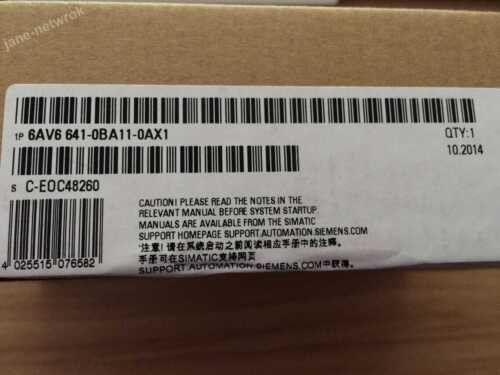 jane-netwrok
1P 6AV6 641-0BA11-0AX1
QTY:1
10.2014
S C-EOC48260
CAUTION! PLEASE READ THE NOTES IN THE
RELEVANT MANUAL BEFORE SYSTEM STARTUP.
MANUALS ARE AVAILABLE FROM THE SIMATIC
SUPPORT HOMEPAGE SUPPORT.AUTOMATION.SIEMENS.COM
注意! 请在系统启动之前阅读相应手册中的注释。
手册可在SIMATIC支持网页
SUPPORT.AUTOMATION.SIEMENS.COM中获得。
4 025515 076582